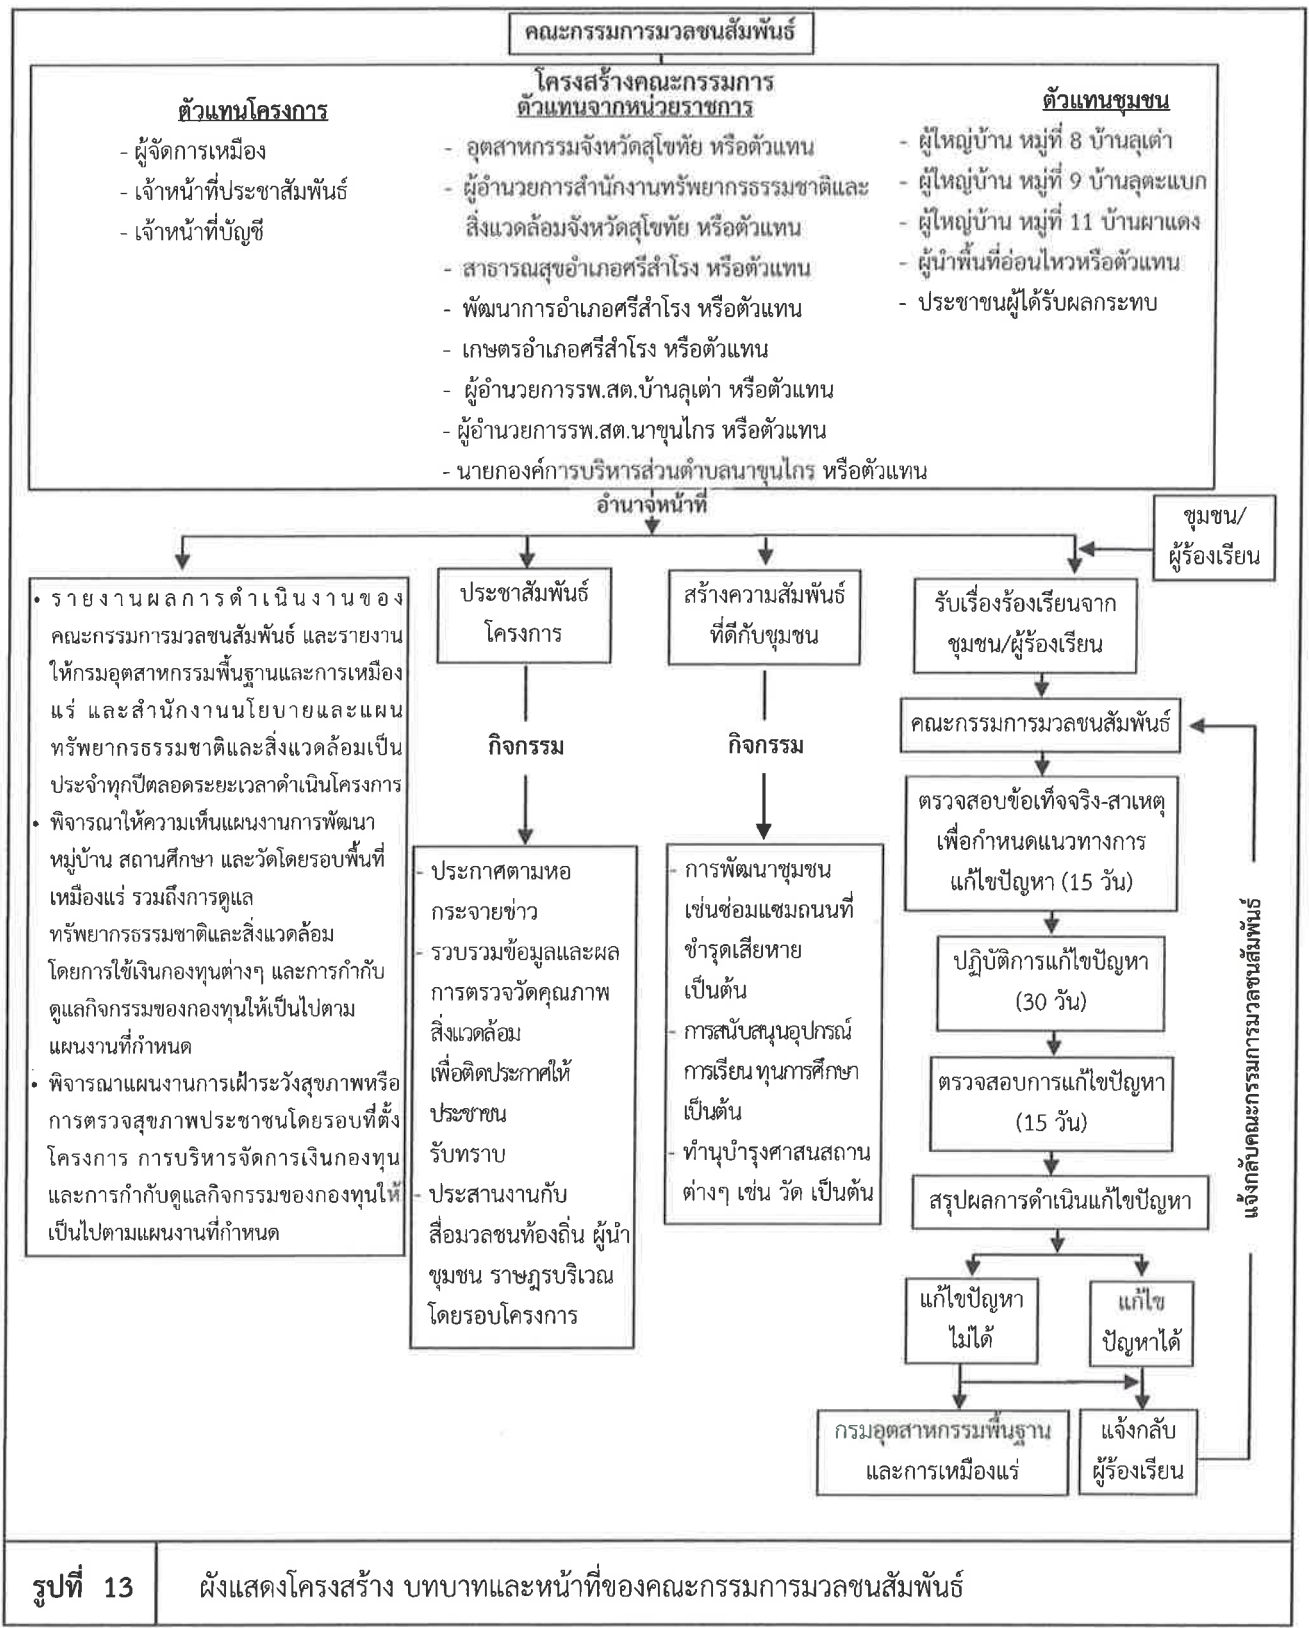 คณะกรรมการมวลชนสัมพันธ์
โครงสร้างคณะกรรมการ
ตัวแทนโครงการ
- ผู้จัดการเหมือง
- เจ้าหน้าที่ประชาสัมพันธ์
- เจ้าหน้าที่บัญชี
ตัวแทนจากหน่วยราชการ
- อุตสาหกรรมจังหวัดสุโขทัย หรือตัวแทน
- ผู้อำนวยการสำนักงานทรัพยากรธรรมชาติและ
สิ่งแวดล้อมจังหวัดสุโขทัย หรือตัวแทน
- สาธารณสุขอำเภอศรีสำโรง หรือตัวแทน
- พัฒนาการอำเภอศรีสำโรง หรือตัวแทน
- เกษตรอำเภอศรีสำโรง หรือตัวแทน
- ผู้อำนวยการรพ.สต.บ้านลุเต่า หรือตัวแทน
- ผู้อำนวยการรพ.สต.นาขุนไกร หรือตัวแทน
- นายกองค์การบริหารส่วนตำบลนาขุนไกร หรือตัวแทน
ตัวแทนชุมชน
- ผู้ใหญ่บ้าน หมู่ที่ 8 บ้านลุเต่า
- ผู้ใหญ่บ้าน หมู่ที่ 9 บ้านลุตะแบก
- ผู้ใหญ่บ้าน หมู่ที่ 11 บ้านผาแดง
- ผู้นำพื้นที่อ่อนไหวหรือตัวแทน
- ประชาชนผู้ได้รับผลกระทบ
อำนาจหน้าที่
ชุมชน/
ผู้ร้องเรียน
• รายงานผลการดำเนินงานของ
คณะกรรมการมวลชนสัมพันธ์ และรายงาน
ให้กรมอุตสาหกรรมพื้นฐานและการเหมือง
แร่ และสำนักงานนโยบายและแผน
ทรัพยากรธรรมชาติและสิ่งแวดล้อมเป็น
ประจำทุกปีตลอดระยะเวลาดำเนินโครงการ
• พิจารณาให้ความเห็นแผนงานการพัฒนา
หมู่บ้าน สถานศึกษา และวัดโดยรอบพื้นที่
เหมืองแร่ รวมถึงการดูแล
ทรัพยากรธรรมชาติและสิ่งแวดล้อม
โดยการใช้เงินกองทุนต่างๆ และการกำกับ
ดูแลกิจกรรมของกองทุนให้เป็นไปตาม
แผนงานที่กำหนด
• พิจารณาแผนงานการเฝ้าระวังสุขภาพหรือ
การตรวจสุขภาพประชาชนโดยรอบที่ตั้ง
โครงการ การบริหารจัดการเงินกองทุน
และการกำกับดูแลกิจกรรมของกองทุนให้
เป็นไปตามแผนงานที่กำหนด
ประชาสัมพันธ์
โครงการ
กิจกรรม
- ประกาศตามหอ
กระจายข่าว
- รวบรวมข้อมูลและผล
การตรวจวัดคุณภาพ
สิ่งแวดล้อม
เพื่อติดประกาศให้
ประชาชน
รับทราบ
- ประสานงานกับ
สื่อมวลชนท้องถิ่น ผู้นำ
ชุมชน ราษฎรบริเวณ
โดยรอบโครงการ
สร้างความสัมพันธ์
ที่ดีกับชุมชน
กิจกรรม
- การพัฒนาชุมชน
เช่นซ่อมแซมถนนที่
ชำรุดเสียหาย
เป็นต้น
- การสนับสนุนอุปกรณ์
การเรียน ทุนการศึกษา
เป็นต้น
- ทำนุบำรุงศาสนสถาน
ต่างๆ เช่น วัด เป็นต้น
รับเรื่องร้องเรียนจาก
ชุมชน/ผู้ร้องเรียน
คณะกรรมการมวลชนสัมพันธ์
ตรวจสอบข้อเท็จจริง-สาเหตุ
เพื่อกำหนดแนวทางการ
แก้ไขปัญหา (15 วัน)
ปฏิบัติการแก้ไขปัญหา
(30 วัน)
ตรวจสอบการแก้ไขปัญหา
(15 วัน)
สรุปผลการดำเนินแก้ไขปัญหา
แก้ไขปัญหา
ไม่ได้
แก้ไข
ปัญหาได้
กรมอุตสาหกรรมพื้นฐาน
และการเหมืองแร่
แจ้งกลับ
ผู้ร้องเรียน
แจ้งกลับคณะกรรมการมวลชนสัมพันธ์
รูปที่ 13
ผังแสดงโครงสร้าง บทบาทและหน้าที่ของคณะกรรมการมวลชนสัมพันธ์